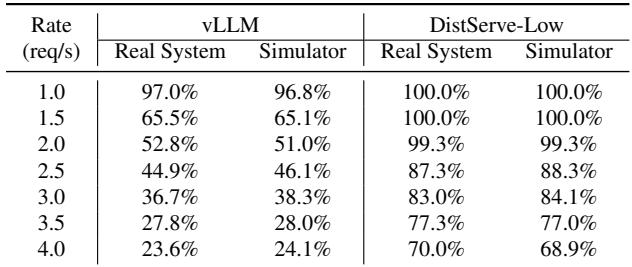 Rate vLLM DistServe-Low
(req/s) Real System Simulator Real System Simulator
1.0 97.0% 96.8% 100.0% 100.0%
1.5 65.5% 65.1% 100.0% 100.0%
2.0 52.8% 51.0% 99.3% 99.3%
2.5 44.9% 46.1% 87.3% 88.3%
3.0 36.7% 38.3% 83.0% 84.1%
3.5 27.8% 28.0% 77.3% 77.0%
4.0 23.6% 24.1% 70.0% 68.9%